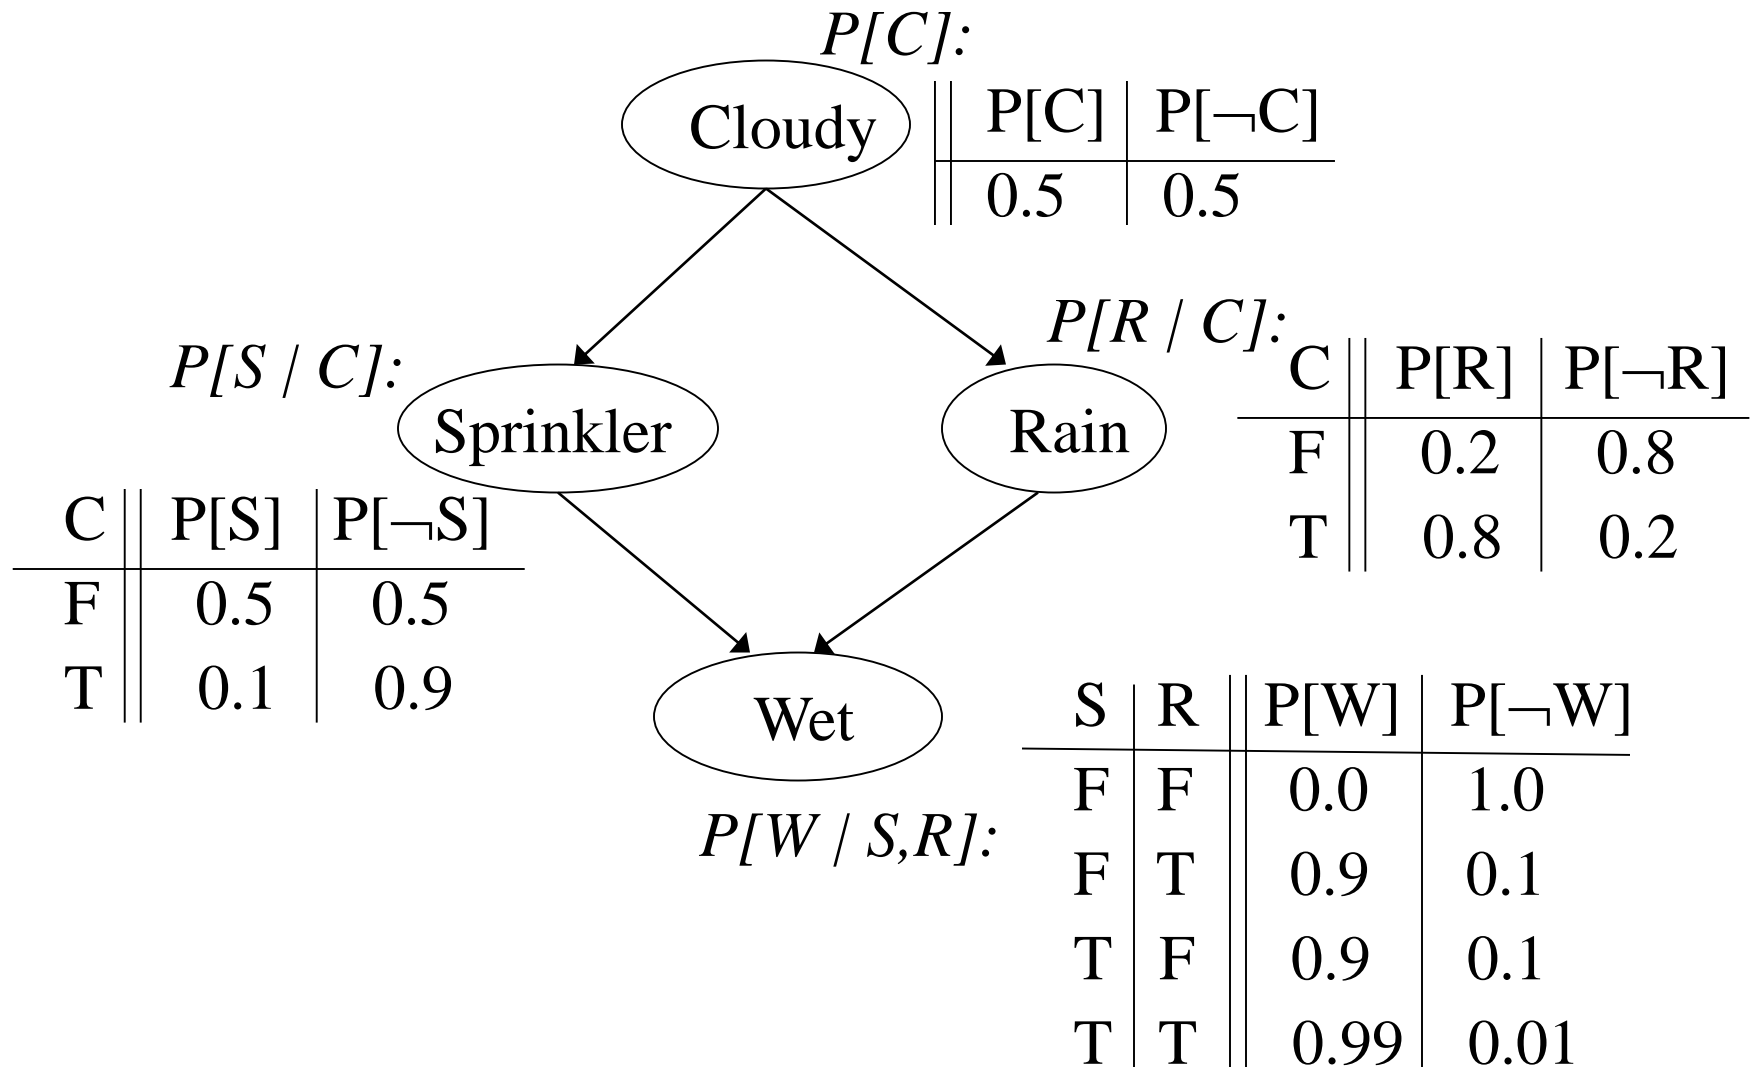 P[C]:
Cloudy
P[C] P[¬C]
0.5 0.5
P[R / C]:
C P[R] P[¬R]
F 0.2 0.8
T 0.8 0.2
P[S / C]:
Sprinkler
Rain
C P[S] P[¬S]
F 0.5 0.5
T 0.1 0.9
Wet
P[W / S,R]:
S R P[W] P[¬W]
F F 0.0 1.0
F T 0.9 0.1
T F 0.9 0.1
T T 0.99 0.01